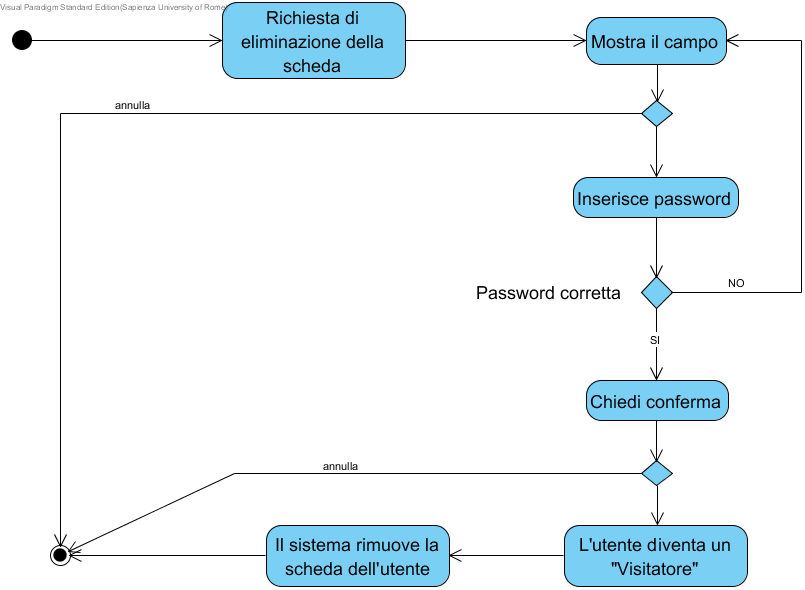 Visual Paradigm Standard Edition(Sapienza University of Rome)
Richiesta di
eliminazione della
scheda
Mostra il campo
annulla
Inserisce password
Password corretta
NO
SI
Chiedi conferma
annulla
Il sistema rimuove la
scheda dell'utente
L'utente diventa un
"Visitatore"